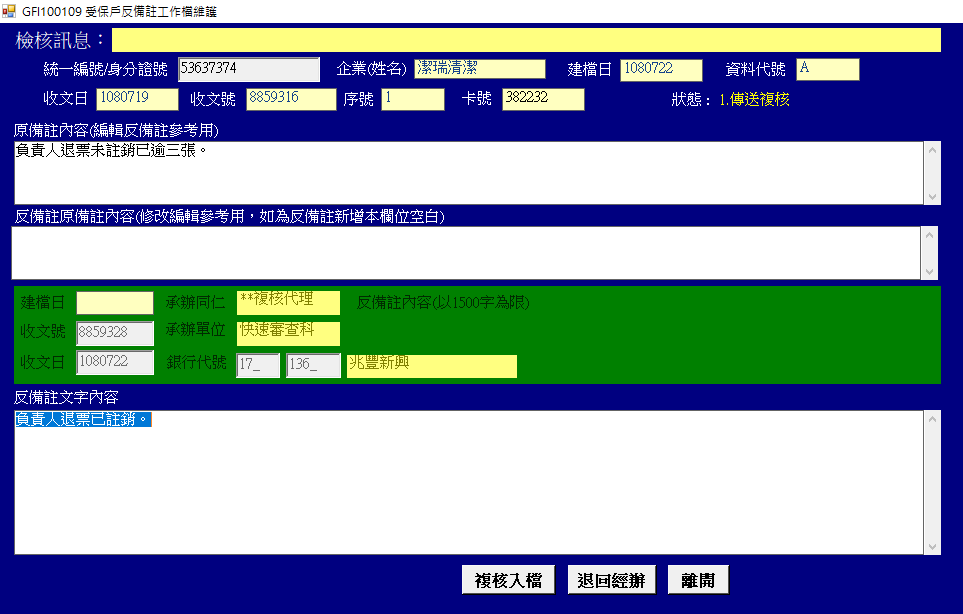 GFI100109 受保戶反備註工作檔維護
檢核訊息：
統一編號/身分證號 53637374 企業(姓名) 潔瑞清潔 建檔日 1080722 資料代號 A
收文日 1080719 收文號 8859316 序號 1 卡號 382232 狀態： 1.傳送複核
原備註內容(編輯反備註參考用)
負責人退票未註銷已逾三張。
反備註原備註內容(修改編輯參考用，如為反備註新增本欄位空白)
建檔日 承辦同仁 **複核代理 反備註內容(以1500字為限)
收文號 8859328 承辦單位 快速審查科
收文日 1080722 銀行代號 17_ 136_ 兆豐新興
反備註文字內容
負責人退票已註銷。
複核入檔 退回經辦 離開